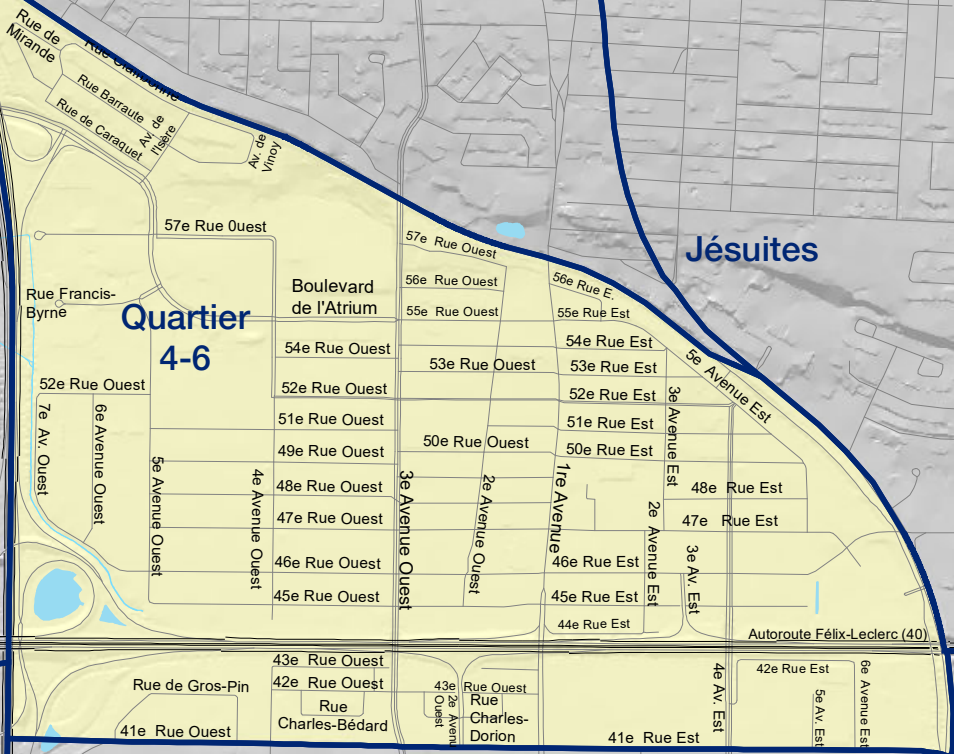 Rue de
Mirande
Rue Clairbonne
Rue Barraute
Rue de Caraquet
Av. de
l'Isère
Av. de
Vinoy
57e Rue 0uest
57e Rue Ouest
Jésuites
Rue Francis-
Byrne
Boulevard
de l'Atrium
56e Rue Ouest
56e Rue E.
Quartier
4-6
55e Rue Ouest
55e Rue Est
54e Rue Ouest
54e Rue Est
53e Rue Ouest
53e Rue Est
5e Avenue Est
52e Rue Ouest
52e Rue Ouest
52e Rue Est
3e Avenue Est
7e Av. Ouest
6e Avenue Ouest
51e Rue Ouest
51e Rue Est
50e Rue Ouest
50e Rue Est
49e Rue Ouest
5e Avenue Ouest
4e Avenue Ouest
3e Avenue Ouest
2e Avenue Ouest
1re Avenue
48e Rue Ouest
48e Rue Est
47e Rue Ouest
47e Rue Est
2e Avenue Est
3e Av. Est
46e Rue Ouest
46e Rue Est
45e Rue Ouest
45e Rue Est
44e Rue Est
Autoroute Félix-Leclerc (40)
43e Rue Ouest
42e Rue Ouest
43e Rue Ouest
42e Rue Est
4e Av. Est
5e Av. Est
6e Avenue Est
Rue de Gros-Pin
Rue
Charles-Bédard
2e Avenu
Ouest
Rue
Charles-
Dorion
41e Rue Ouest
41e Rue Est